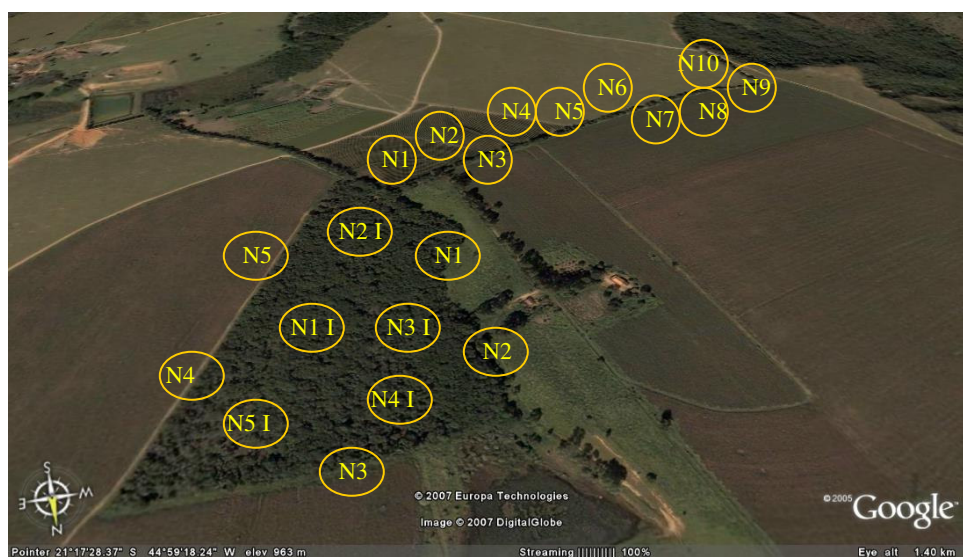 N10
N6
N9
N4
N5
N7
N8
N2
N1
N3
N2 I
N5
N1
N1 I
N3 I
N2
N4
N4 I
N5 I
N3
S
E
W
N
© 2007 Europa Technologies
Image © 2007 DigitalGlobe
©2005 Google™
Pointer 21°17'28.37" S 44°59'18.24" W elev 963 m
Streaming |||||||||| 100%
Eye alt 1.40 km